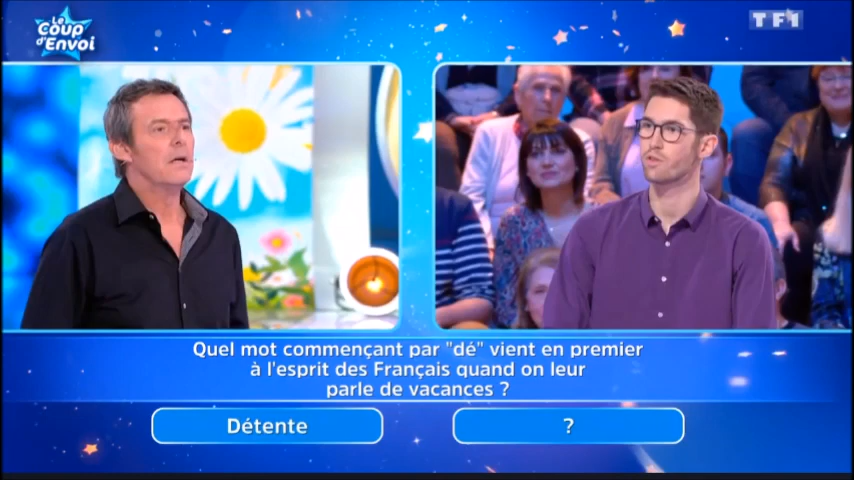 Le
Coup
d'Envoi
TF1
Quel mot commençant par "dé" vient en premier
à l'esprit des Français quand on leur
parle de vacances ?
Détente
?